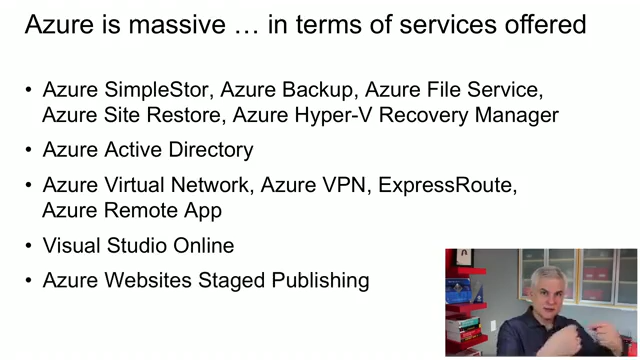 Azure is massive … in terms of services offered
• Azure SimpleStor, Azure Backup, Azure File Service,
Azure Site Restore, Azure Hyper-V Recovery Manager
• Azure Active Directory
• Azure Virtual Network, Azure VPN, ExpressRoute,
Azure Remote App
• Visual Studio Online
• Azure Websites Staged Publishing